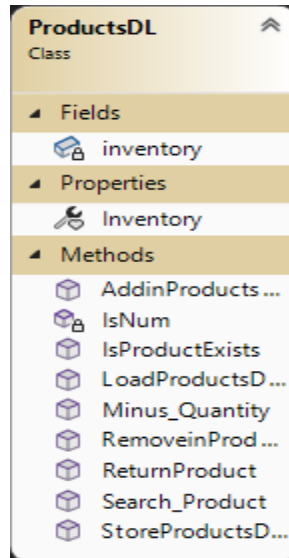 ProductsDL
Class
Fields
inventory
Properties
Inventory
Methods
AddinProducts ...
IsNum
IsProductExists
LoadProductsD...
Minus_Quantity
RemoveinProd ...
ReturnProduct
Search_Product
StoreProductsD...